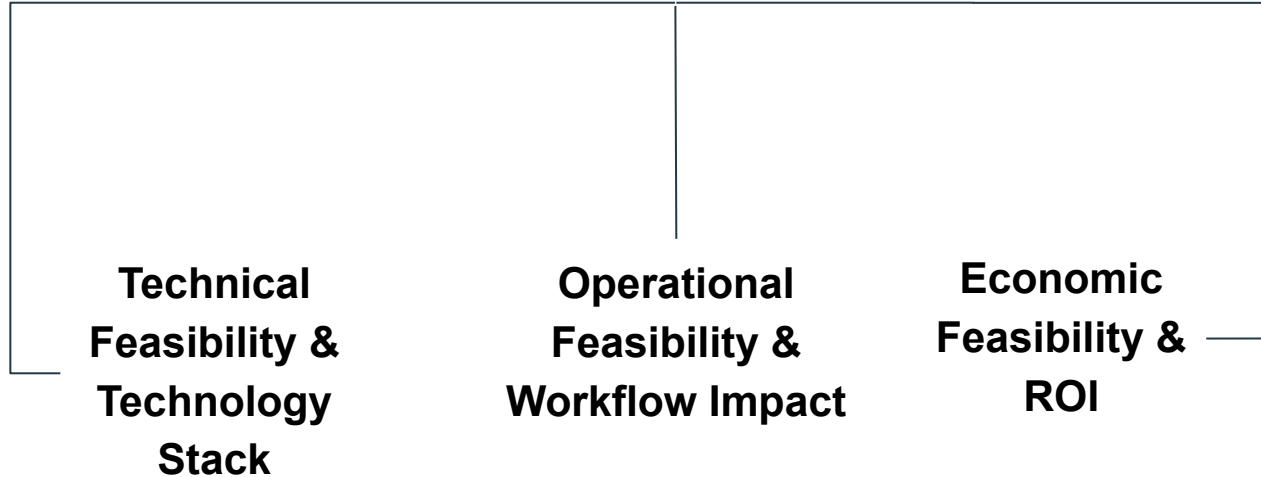 Technical
Feasibility &
Technology
Stack
Operational
Feasibility &
Workflow Impact
Economic
Feasibility &
ROI